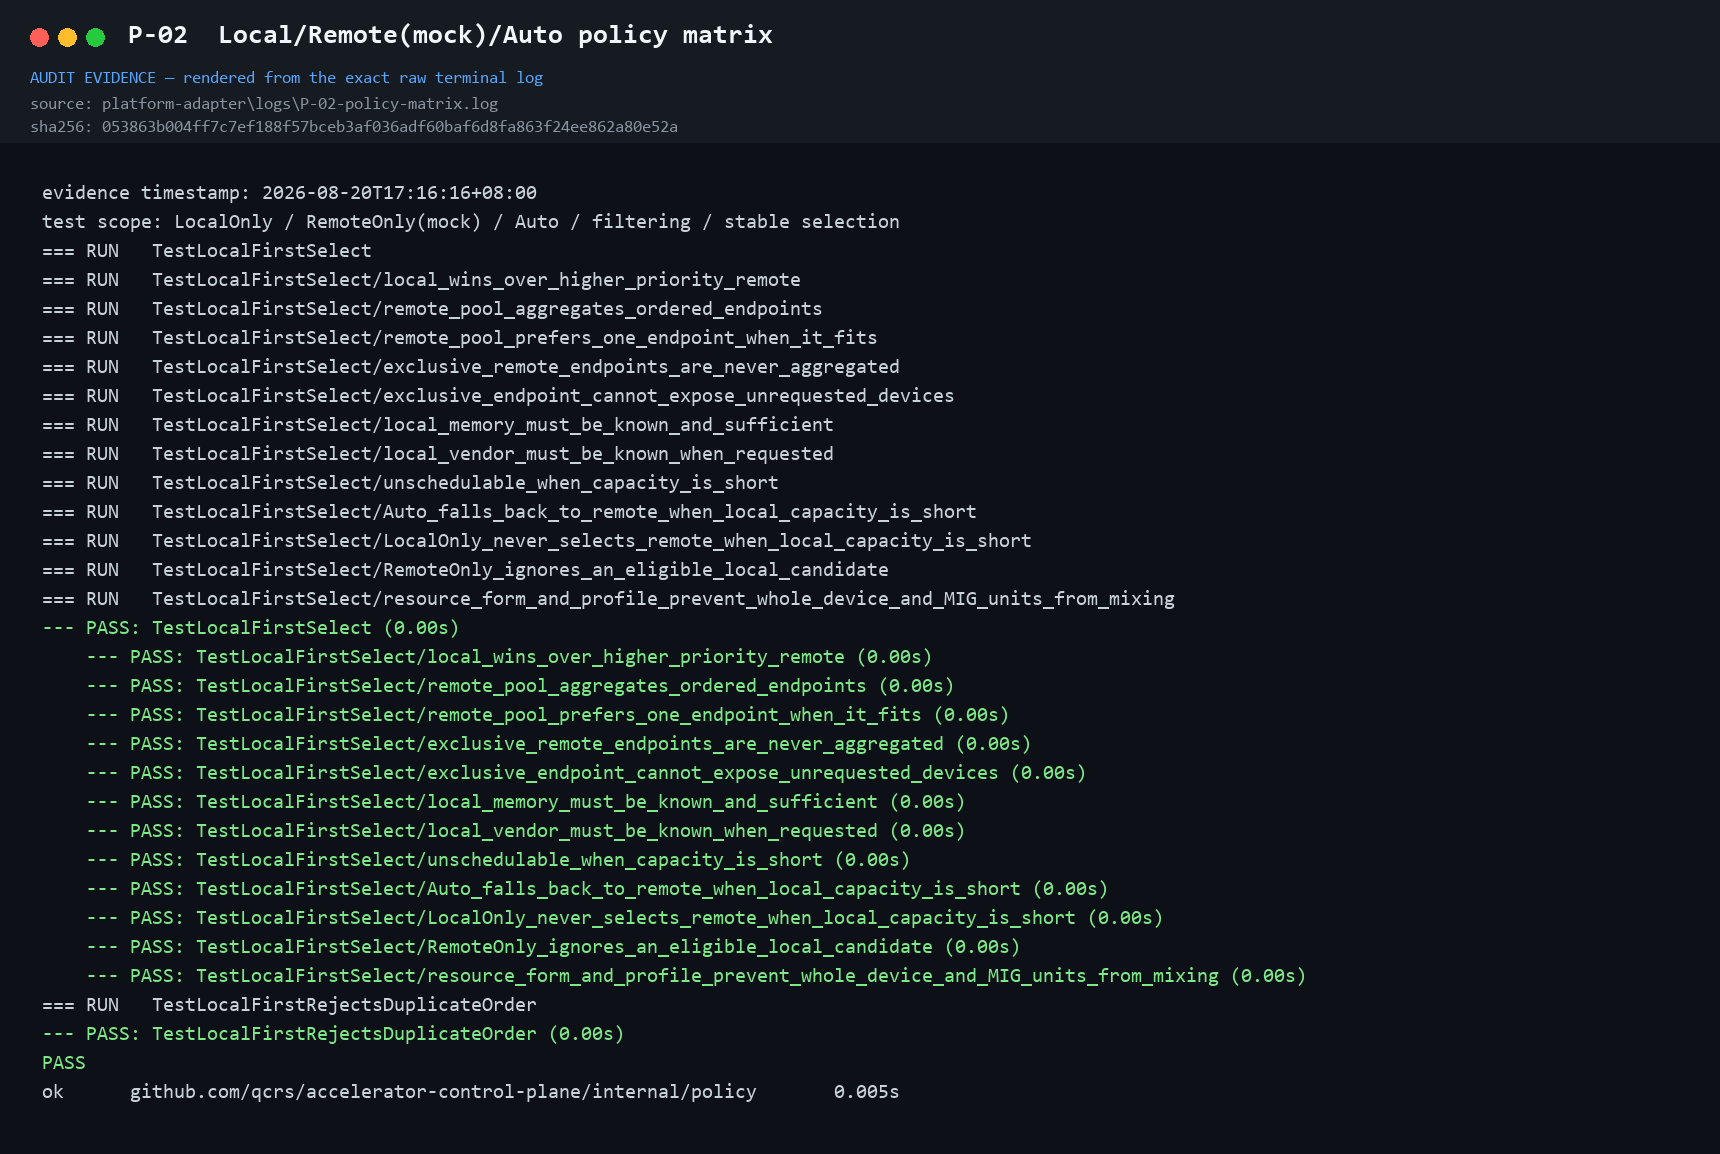 P-02  Local/Remote(mock)/Auto policy matrix
AUDIT EVIDENCE — rendered from the exact raw terminal log
source: platform-adapter\logs\P-02-policy-matrix.log
sha256: 053863b004ff7c7ef188f57bceb3af036adf60baf6d8fa863f24ee862a80e52a
evidence timestamp: 2026-08-20T17:16:16+08:00
test scope: LocalOnly / RemoteOnly(mock) / Auto / filtering / stable selection
=== RUN   TestLocalFirstSelect
=== RUN   TestLocalFirstSelect/local_wins_over_higher_priority_remote
=== RUN   TestLocalFirstSelect/remote_pool_aggregates_ordered_endpoints
=== RUN   TestLocalFirstSelect/remote_pool_prefers_one_endpoint_when_it_fits
=== RUN   TestLocalFirstSelect/exclusive_remote_endpoints_are_never_aggregated
=== RUN   TestLocalFirstSelect/exclusive_endpoint_cannot_expose_unrequested_devices
=== RUN   TestLocalFirstSelect/local_memory_must_be_known_and_sufficient
=== RUN   TestLocalFirstSelect/local_vendor_must_be_known_when_requested
=== RUN   TestLocalFirstSelect/unschedulable_when_capacity_is_short
=== RUN   TestLocalFirstSelect/Auto_falls_back_to_remote_when_local_capacity_is_short
=== RUN   TestLocalFirstSelect/LocalOnly_never_selects_remote_when_local_capacity_is_short
=== RUN   TestLocalFirstSelect/RemoteOnly_ignores_an_eligible_local_candidate
=== RUN   TestLocalFirstSelect/resource_form_and_profile_prevent_whole_device_and_MIG_units_from_mixing
--- PASS: TestLocalFirstSelect (0.00s)
    --- PASS: TestLocalFirstSelect/local_wins_over_higher_priority_remote (0.00s)
    --- PASS: TestLocalFirstSelect/remote_pool_aggregates_ordered_endpoints (0.00s)
    --- PASS: TestLocalFirstSelect/remote_pool_prefers_one_endpoint_when_it_fits (0.00s)
    --- PASS: TestLocalFirstSelect/exclusive_remote_endpoints_are_never_aggregated (0.00s)
    --- PASS: TestLocalFirstSelect/exclusive_endpoint_cannot_expose_unrequested_devices (0.00s)
    --- PASS: TestLocalFirstSelect/local_memory_must_be_known_and_sufficient (0.00s)
    --- PASS: TestLocalFirstSelect/local_vendor_must_be_known_when_requested (0.00s)
    --- PASS: TestLocalFirstSelect/unschedulable_when_capacity_is_short (0.00s)
    --- PASS: TestLocalFirstSelect/Auto_falls_back_to_remote_when_local_capacity_is_short (0.00s)
    --- PASS: TestLocalFirstSelect/LocalOnly_never_selects_remote_when_local_capacity_is_short (0.00s)
    --- PASS: TestLocalFirstSelect/RemoteOnly_ignores_an_eligible_local_candidate (0.00s)
    --- PASS: TestLocalFirstSelect/resource_form_and_profile_prevent_whole_device_and_MIG_units_from_mixing (0.00s)
=== RUN   TestLocalFirstRejectsDuplicateOrder
--- PASS: TestLocalFirstRejectsDuplicateOrder (0.00s)
PASS
ok      github.com/qcrs/accelerator-control-plane/internal/policy       0.005s